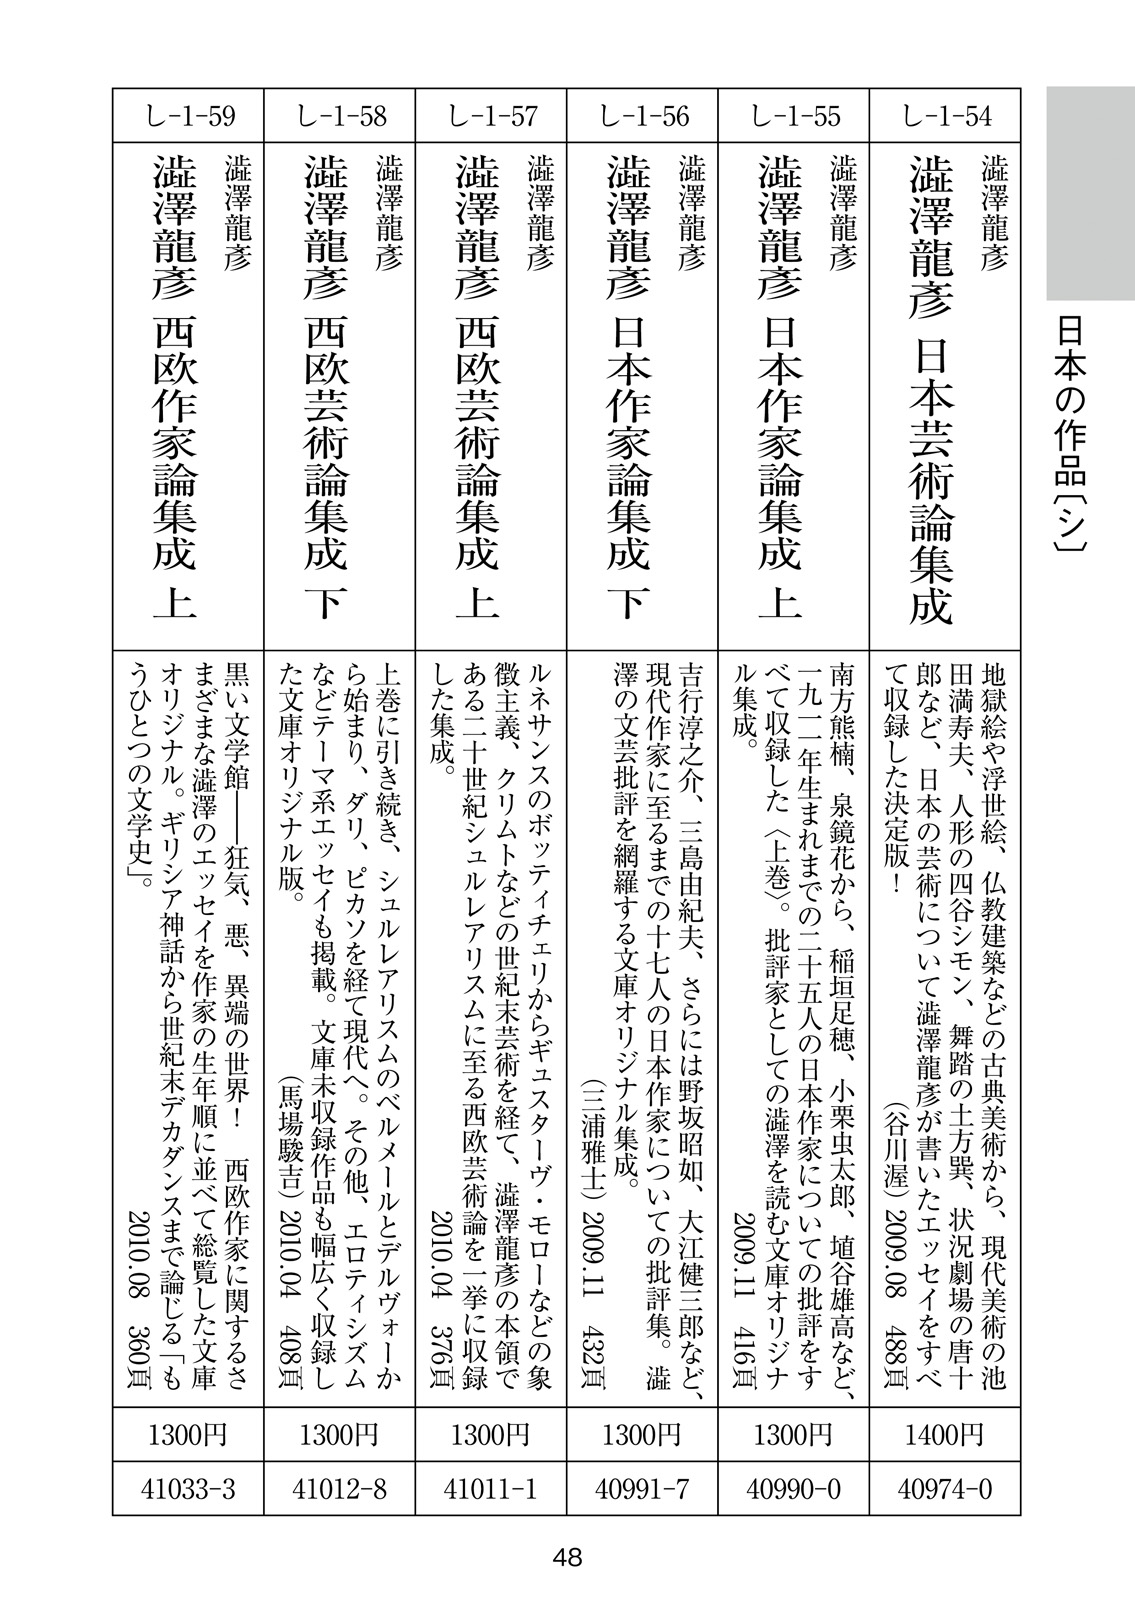 日本の作品〔シ〕
し-1-54
澁澤龍彥
澁澤龍彥 日本芸術論集成
地獄絵や浮世絵、仏教建築などの古典美術から、現代美術の池
田満寿夫、人形の四谷シモン、舞踏の土方巽、状況劇場の唐十
郎など、日本の芸術について澁澤龍彥が書いたエッセイをすべ
て収録した決定版！
（谷川渥） 2009.08 488頁
1400円
40974-0
し-1-55
澁澤龍彥
澁澤龍彥 日本作家論集成 上
南方熊楠、泉鏡花から、稲垣足穂、小栗虫太郎、埴谷雄高など、
一九一一年生まれまでの二十五人の日本作家についての批評をす
べて収録した〈上巻〉。批評家としての澁澤を読む文庫オリジナ
ル集成。
2009.11 416頁
1300円
40990-0
し-1-56
澁澤龍彥
澁澤龍彥 日本作家論集成 下
吉行淳之介、三島由紀夫、さらには野坂昭如、大江健三郎など、
現代作家に至るまでの十七人の日本作家についての批評集。澁
澤の文芸批評を網羅する文庫オリジナル集成。
（三浦雅士） 2009.11 432頁
1300円
40991-7
し-1-57
澁澤龍彥
澁澤龍彥 西欧芸術論集成 上
ルネサンスのボッティチェリからギュスターヴ・モローなどの象
徴主義、クリムトなどの世紀末芸術を経て、澁澤龍彥の本領で
ある二十世紀シュルレアリスムに至る西欧芸術論を一挙に収録
した集成。
2010.04 376頁
1300円
41011-1
し-1-58
澁澤龍彥
澁澤龍彥 西欧芸術論集成 下
上巻に引き続き、シュルレアリスムのベルメールとデルヴォーか
ら始まり、ダリ、ピカソを経て現代へ。その他、エロティシズム
などテーマ系エッセイも掲載。文庫未収録作品も幅広く収録し
た文庫オリジナル版。
（馬場駿吉） 2010.04 408頁
1300円
41012-8
し-1-59
澁澤龍彥
澁澤龍彥 西欧作家論集成 上
黒い文学館――狂気、悪、異端の世界！ 西欧作家に関するさ
まざまな澁澤のエッセイを作家の生年順に並べて総覧した文庫
オリジナル。ギリシア神話から世紀末デカダンスまで論じる「も
うひとつの文学史」。
2010.08 360頁
1300円
41033-3
48